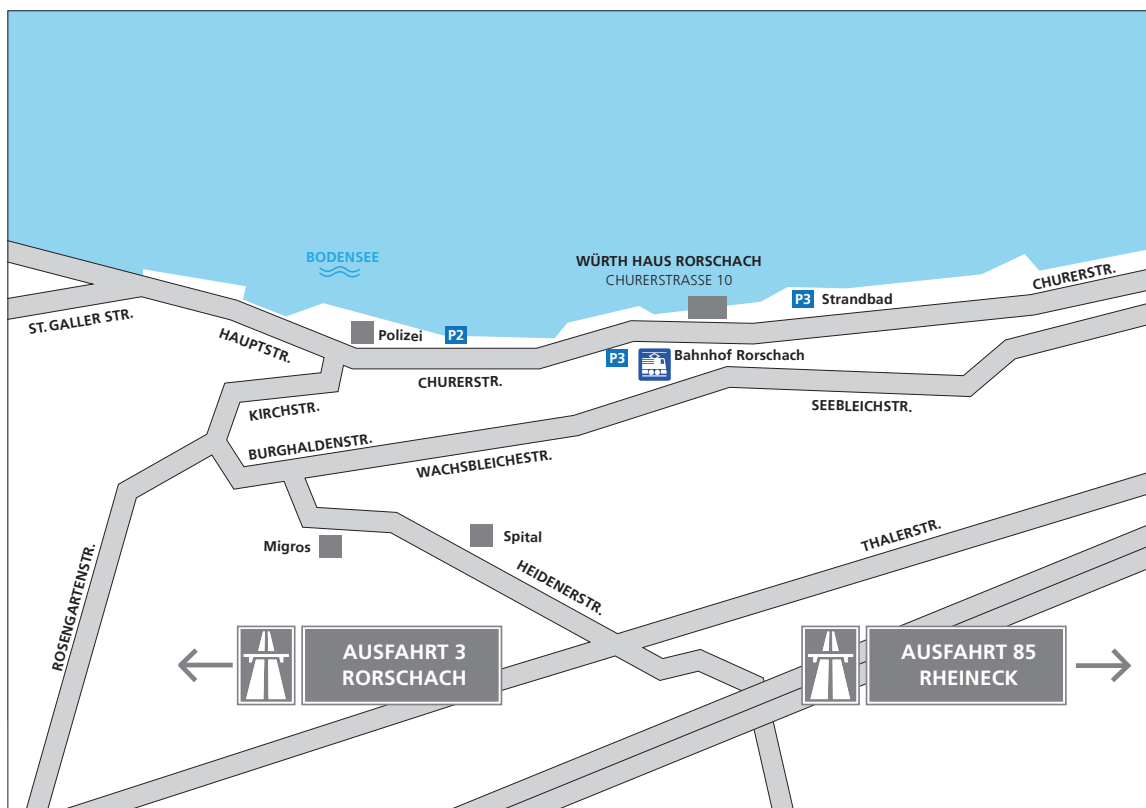 BODENSEE
WÜRTH HAUS RORSCHACH
CHURERSTRASSE 10
P3 Strandbad
CHURERSTR.
ST. GALLER STR.
HAUPTSTR.
Polizei P2
P3 Bahnhof Rorschach
CHURERSTR.
KIRCHSTR.
SEEBLEICHSTR.
BURGHALDENSTR.
WACHSBLEICHESTR.
Migros
Spital
THALERSTR.
HEIDENERSTR.
ROSENGARTENSTR.
AUSFAHRT 3
RORSCHACH
AUSFAHRT 85
RHEINECK